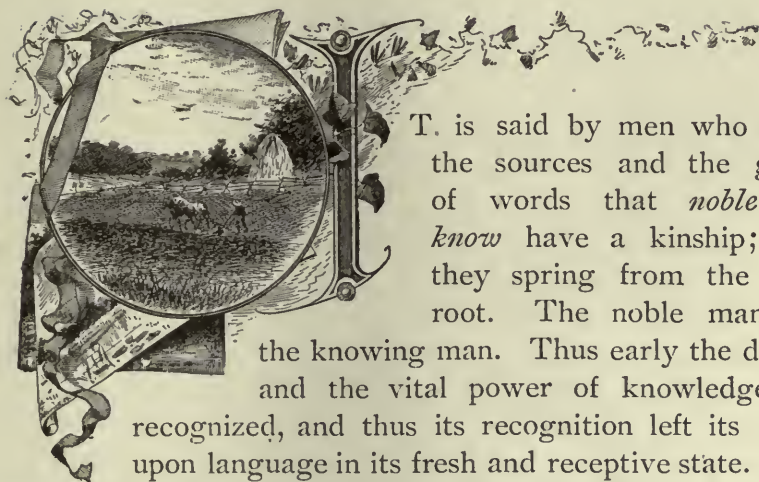 IT. is said by men who
the sources and the
of words that noble
know have a kinship;
they spring from the
root. The noble man
the knowing man. Thus early the
and the vital power of knowledge
recognized, and thus its recognition left its
upon language in its fresh and receptive state.